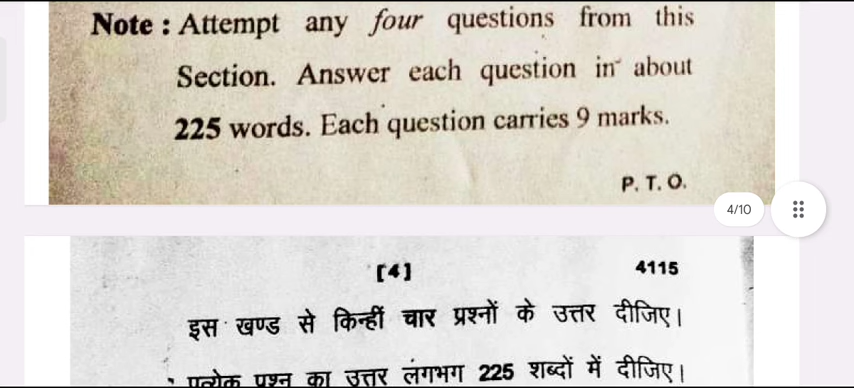 Note : Attempt any four questions from this
Section. Answer each question in about
225 words. Each question carries 9 marks.
P. T. O.
4/10
[4] 4115
इस खण्ड से किन्हीं चार प्रश्नों के उत्तर दीजिए।
प्रत्येक प्रश्न का उत्तर लगभग 225 शब्दों में दीजिए।